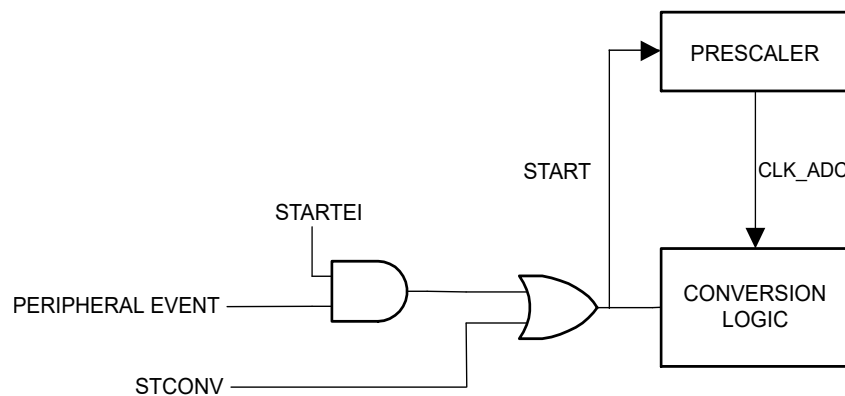 PRESCALER
START
CLK_ADC
STARTEI
PERIPHERAL EVENT
CONVERSION
LOGIC
STCONV